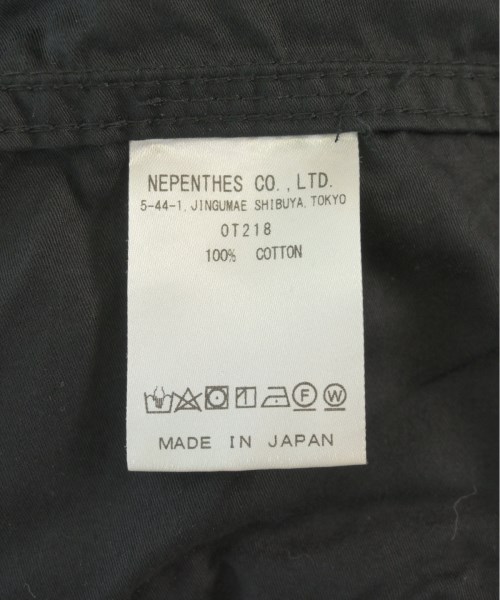 NEPENTHES CO.,LTD.
5-44-1, JINGUMAE SHIBUYA, TOKYO
OT218
100% COTTON
F W
MADE IN JAPAN